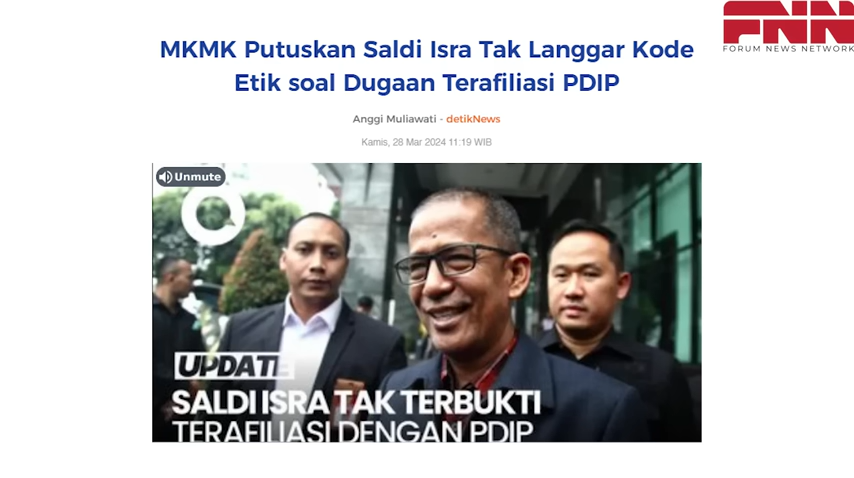 FNN
FORUM NEWS NETWORK
MKMK Putuskan Saldi Isra Tak Langgar Kode
Etik soal Dugaan Terafiliasi PDIP
Anggi Muliawati - detikNews
Kamis, 28 Mar 2024 11:19 WIB
Unmute
UPDATE
SALDI ISRA TAK TERBUKTI
TERAFILIASI DENGAN PDIP